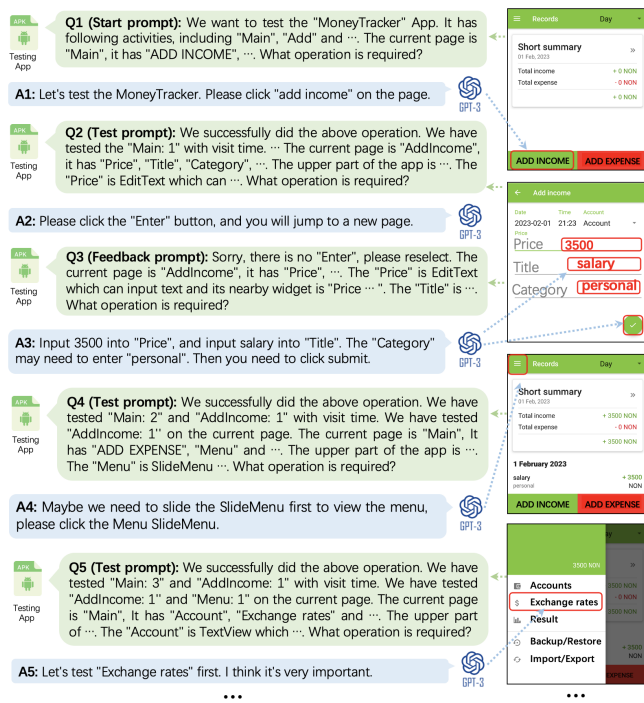 APK
Testing
App
Q1 (Start prompt): We want to test the "MoneyTracker" App. It has
following activities, including "Main", "Add" and ···. The current page is
"Main", it has "ADD INCOME", ···. What operation is required?
A1: Let's test the MoneyTracker. Please click "add income" on the page.
GPT-3
APK
Testing
App
Q2 (Test prompt): We successfully did the above operation. We have
tested the "Main: 1" with visit time. ··· The current page is "AddIncome",
it has "Price", "Title", "Category", ···. The upper part of the app is ···. The
"Price" is EditText which can ···. What operation is required?
A2: Please click the "Enter" button, and you will jump to a new page.
GPT-3
APK
Testing
App
Q3 (Feedback prompt): Sorry, there is no "Enter", please reselect. The
current page is "AddIncome", it has "Price", ···. The "Price" is EditText
which can input text and its nearby widget is "Price ··· ". The "Title" is ···.
What operation is required?
A3: Input 3500 into "Price", and input salary into "Title". The "Category"
may need to enter "personal". Then you need to click submit.
GPT-3
APK
Testing
App
Q4 (Test prompt): We successfully did the above operation. We have
tested "Main: 2" and "AddIncome: 1" with visit time. We have tested
"AddIncome: 1'' on the current page. The current page is "Main", It
has "ADD EXPENSE", "Menu" and ···. The upper part of the app is ···.
The "Menu" is SlideMenu ···. What operation is required?
A4: Maybe we need to slide the SlideMenu first to view the menu,
please click the Menu SlideMenu.
GPT-3
APK
Testing
App
Q5 (Test prompt): We successfully did the above operation. We have
tested "Main: 3" and "AddIncome: 1" with visit time. We have tested
"AddIncome: 1" and "Menu: 1" on the current page. The current page
is "Main", It has "Account", "Exchange rates" and ···. The upper part
of ···. The "Account" is TextView which ···. What operation is required?
A5: Let's test "Exchange rates" first. I think it's very important.
GPT-3
•••
Records Day
Short summary »
01 Feb, 2023
Total income + 0 NON
Total expense - 0 NON
+ 0 NON
ADD INCOME ADD EXPENSE
Add income
Date Time Account
2023-02-01 21:23 Account
Price
Price 3500
Title salary
Category personal
Records Day
Short summary »
01 Feb, 2023
Total income + 3500 NON
Total expense - 0 NON
+ 3500 NON
1 February 2023
salary + 3500
personal NON
ADD INCOME ADD EXPENSE
ay
3500 NON »
Accounts 3500 NON
- 0 NON
$ Exchange rates
3500 NON
Result
Backup/Restore + 3500
NON
Import/Export
EXPENSE
•••